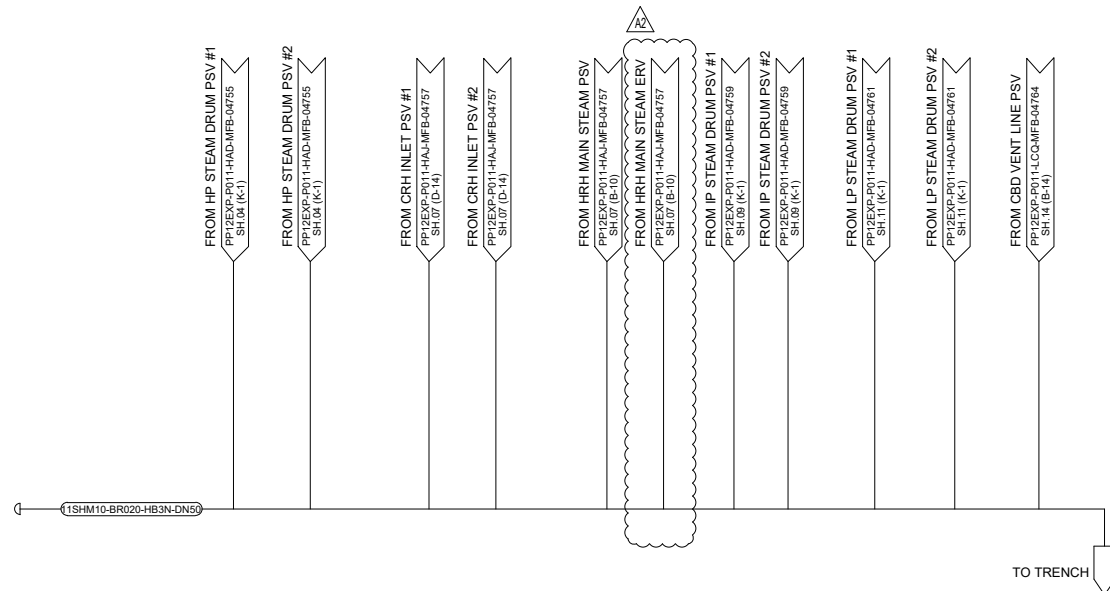 A2
FROM HP STEAM DRUM PSV #1
PP12EXP-P011-HAD-MFB-04755
SH.04 (K-1)
FROM HP STEAM DRUM PSV #2
PP12EXP-P011-HAD-MFB-04755
SH.04 (K-1)
FROM CRH INLET PSV #1
PP12EXP-P011-HAJ-MFB-04757
SH.07 (D-14)
FROM CRH INLET PSV #2
PP12EXP-P011-HAJ-MFB-04757
SH.07 (D-14)
FROM HRH MAIN STEAM PSV
PP12EXP-P011-HAJ-MFB-04757
SH.07 (B-10)
FROM HRH MAIN STEAM ERV
PP12EXP-P011-HAJ-MFB-04757
SH.07 (B-10)
FROM IP STEAM DRUM PSV #1
PP12EXP-P011-HAD-MFB-04759
SH.09 (K-1)
FROM IP STEAM DRUM PSV #2
PP12EXP-P011-HAD-MFB-04759
SH.09 (K-1)
FROM LP STEAM DRUM PSV #1
PP12EXP-P011-HAD-MFB-04761
SH.11 (K-1)
FROM LP STEAM DRUM PSV #2
PP12EXP-P011-HAD-MFB-04761
SH.11 (K-1)
FROM CBD VENT LINE PSV
PP12EXP-P011-LCQ-MFB-04764
SH.14 (B-14)
11SHM10-BR020-HB3N-DN50
TO TRENCH